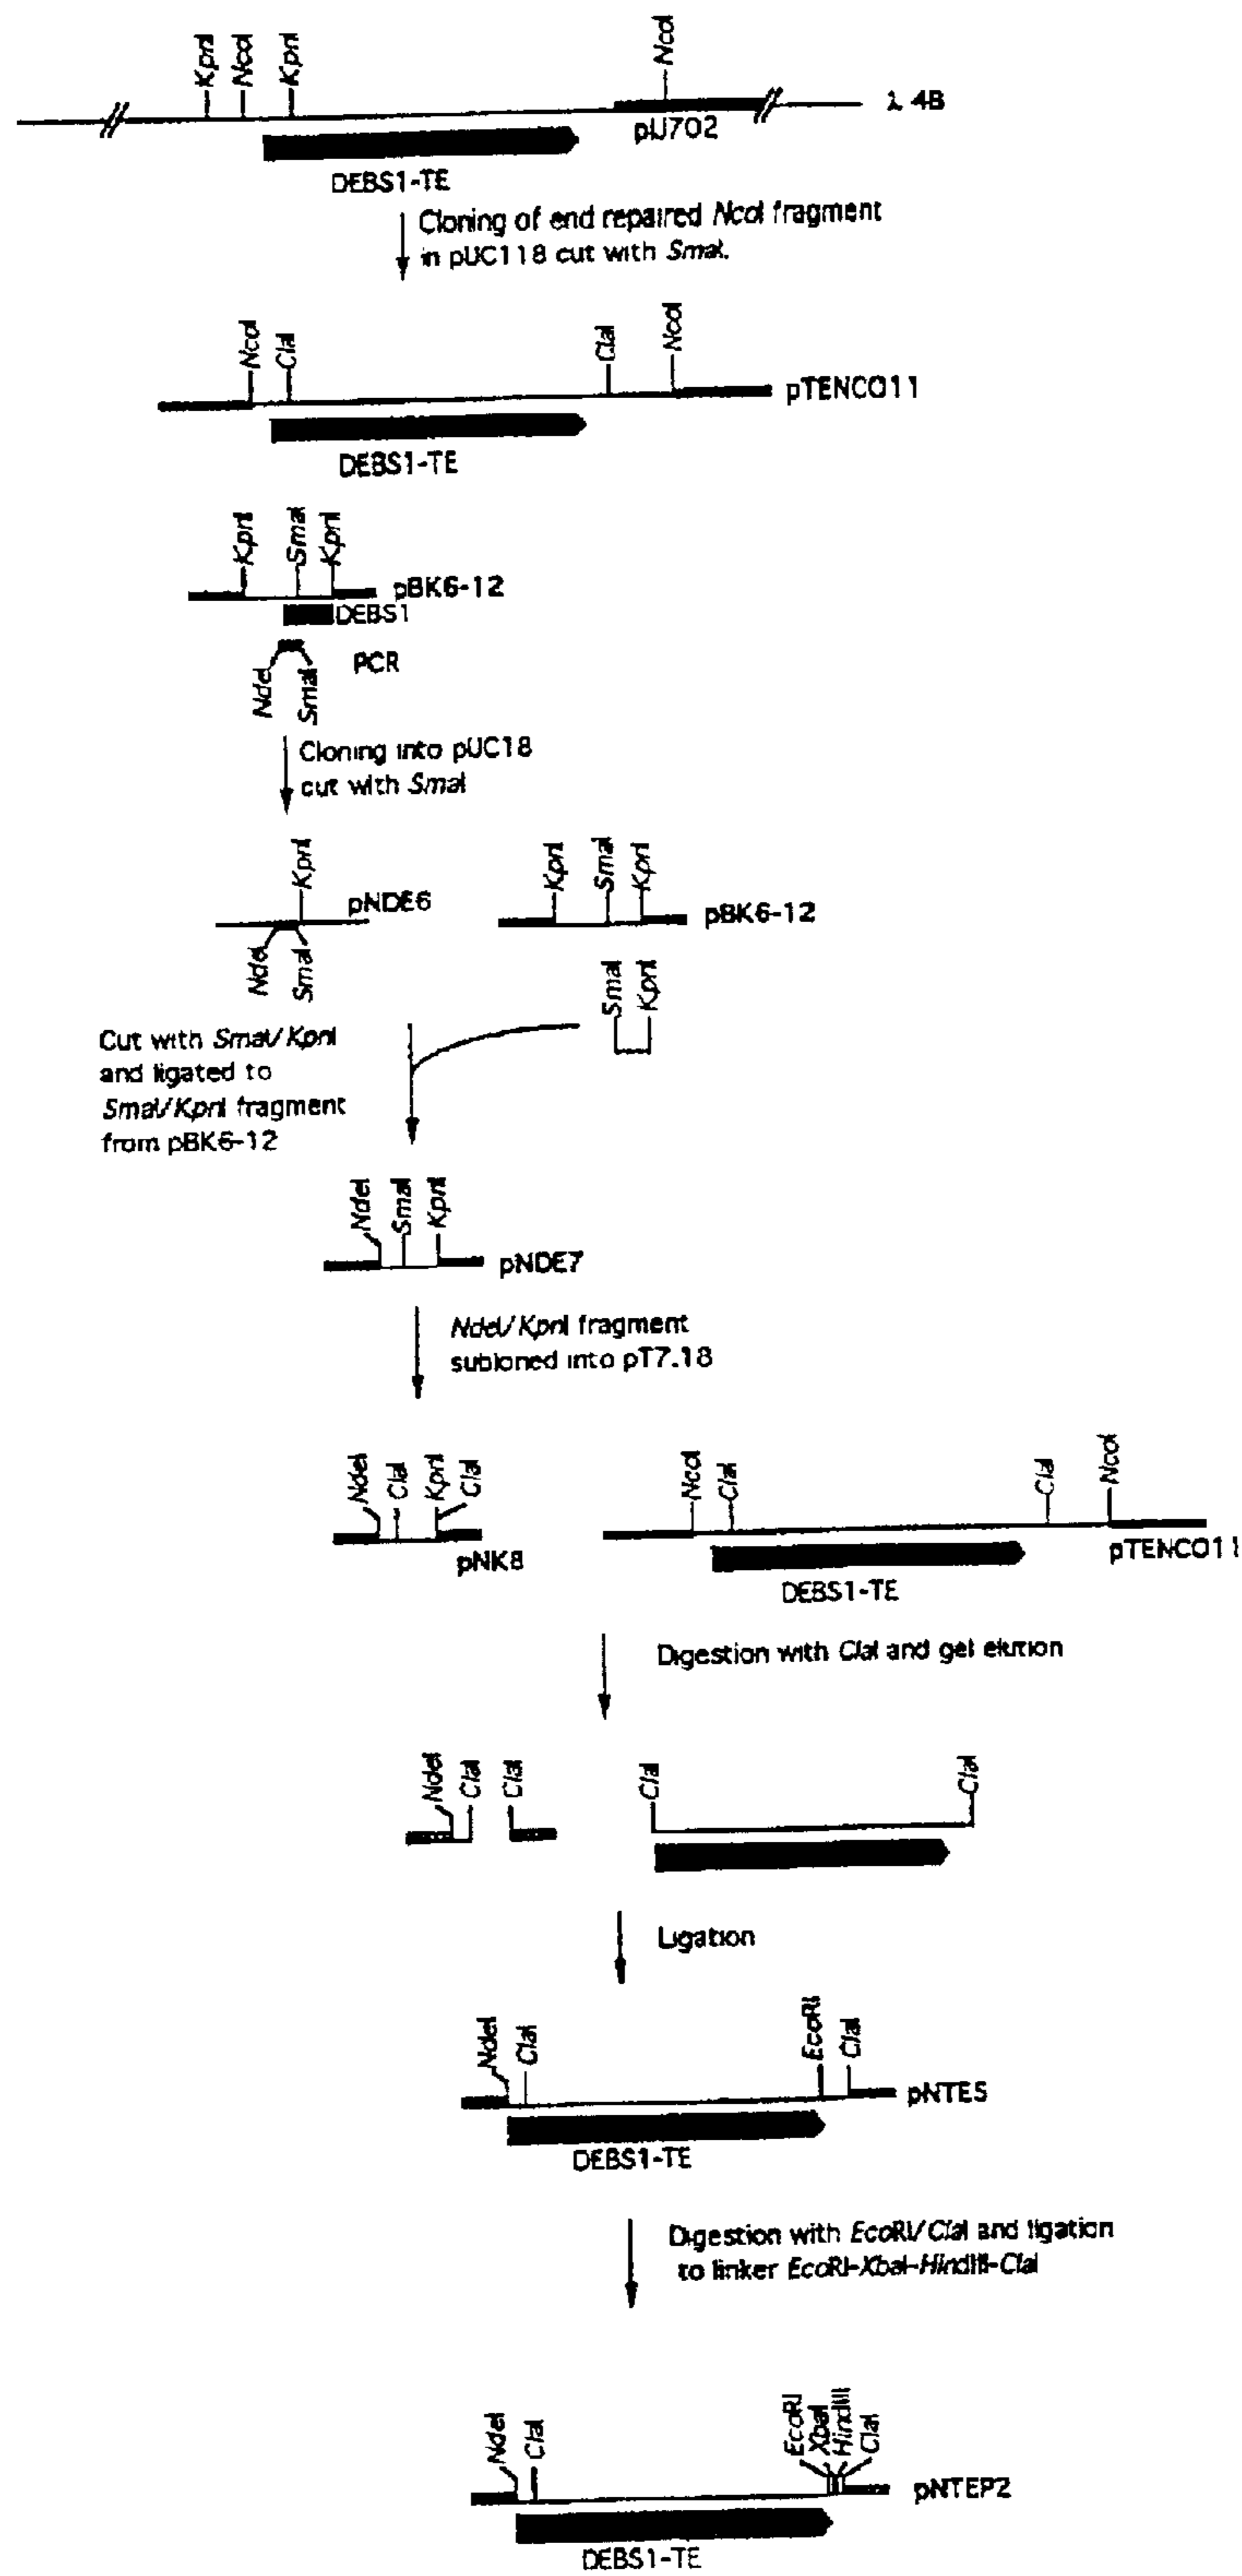 KpnI NcoI KpnI NcoI
λ 4B
pIJ702
DEBS1-TE
Cloning of end repaired NcoI fragment
in pUC118 cut with SmaI.
NcoI ClaI ClaI NcoI
pTENCO11
DEBS1-TE
KpnI SmaI KpnI
pBK6-12
DEBS1
PCR
NdeI SmaI
Cloning into pUC18
cut with SmaI
KpnI
pNDE6
NdeI SmaI
KpnI SmaI KpnI
pBK6-12
SmaI KpnI
Cut with SmaI/KpnI
and ligated to
SmaI/KpnI fragment
from pBK6-12
NdeI SmaI KpnI
pNDE7
NdeI/KpnI fragment
subloned into pT7.18
NdeI ClaI KpnI ClaI
pNK8
NcoI ClaI ClaI NcoI
pTENCO11
DEBS1-TE
Digestion with ClaI and gel elution
NdeI ClaI ClaI
ClaI ClaI
Ligation
NdeI ClaI EcoRI ClaI
pNTE5
DEBS1-TE
Digestion with EcoRI/ClaI and ligation
to linker EcoRI-XbaI-HindIII-ClaI
NdeI ClaI EcoRI XbaI HindIII ClaI
pNTEP2
DEBS1-TE